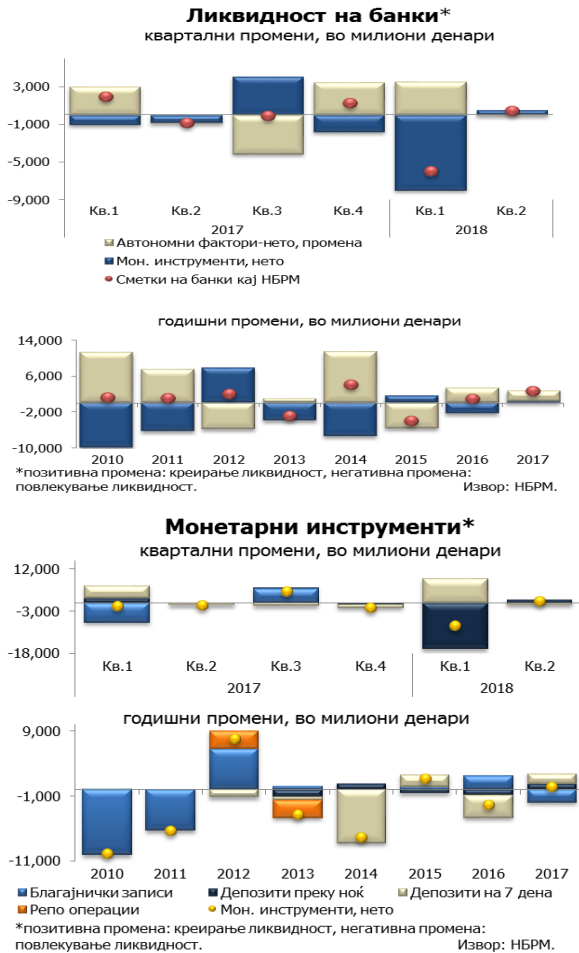 Ликвидност на банки*
квартални промени, во милиони денари
3,000
-1,000
-5,000
-9,000
Кв.1 Кв.2 Кв.3 Кв.4 Кв.1 Кв.2
2017 2018
Автономни фактори-нето, промена
Мон. инструменти, нето
Сметки на банки кај НБРМ
годишни промени, во милиони денари
14,000
6,000
-2,000
-10,000
2010 2011 2012 2013 2014 2015 2016 2017
*позитивна промена: креирање ликвидност, негативна промена:
повлекување ликвидност. Извор: НБРМ.
Монетарни инструменти*
квартални промени, во милиони денари
12,000
-3,000
-18,000
Кв.1 Кв.2 Кв.3 Кв.4 Кв.1 Кв.2
2017 2018
годишни промени, во милиони денари
9,000
-1,000
-11,000
2010 2011 2012 2013 2014 2015 2016 2017
Благајнички записи Депозити преку ноќ Депозити на 7 дена
Репо операции Мон. инструменти, нето
*позитивна промена: креирање ликвидност, негативна промена:
повлекување ликвидност. Извор: НБРМ.